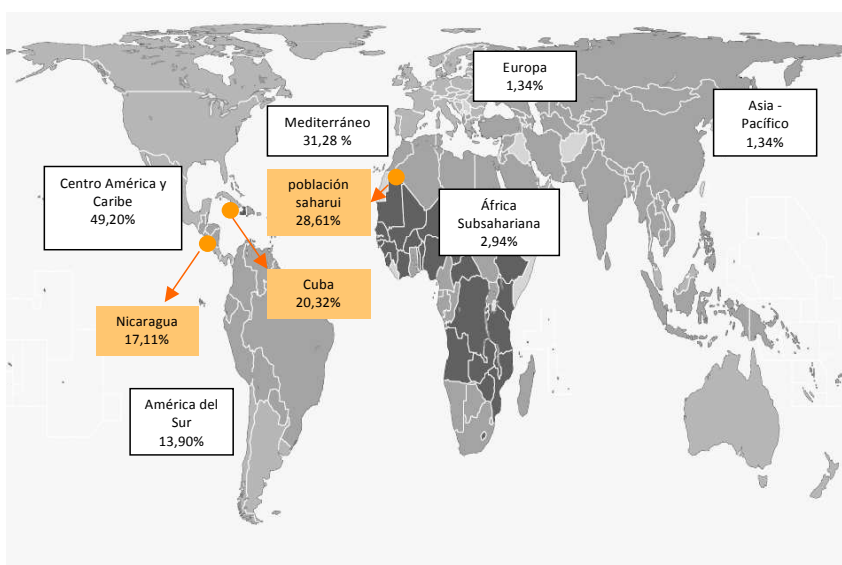 Europa
1,34%
Asia -
Pacífico
1,34%
Mediterráneo
31,28 %
Centro América y
Caribe
49,20%
población
saharui
28,61%
África
Subsahariana
2,94%
Cuba
20,32%
Nicaragua
17,11%
América del
Sur
13,90%